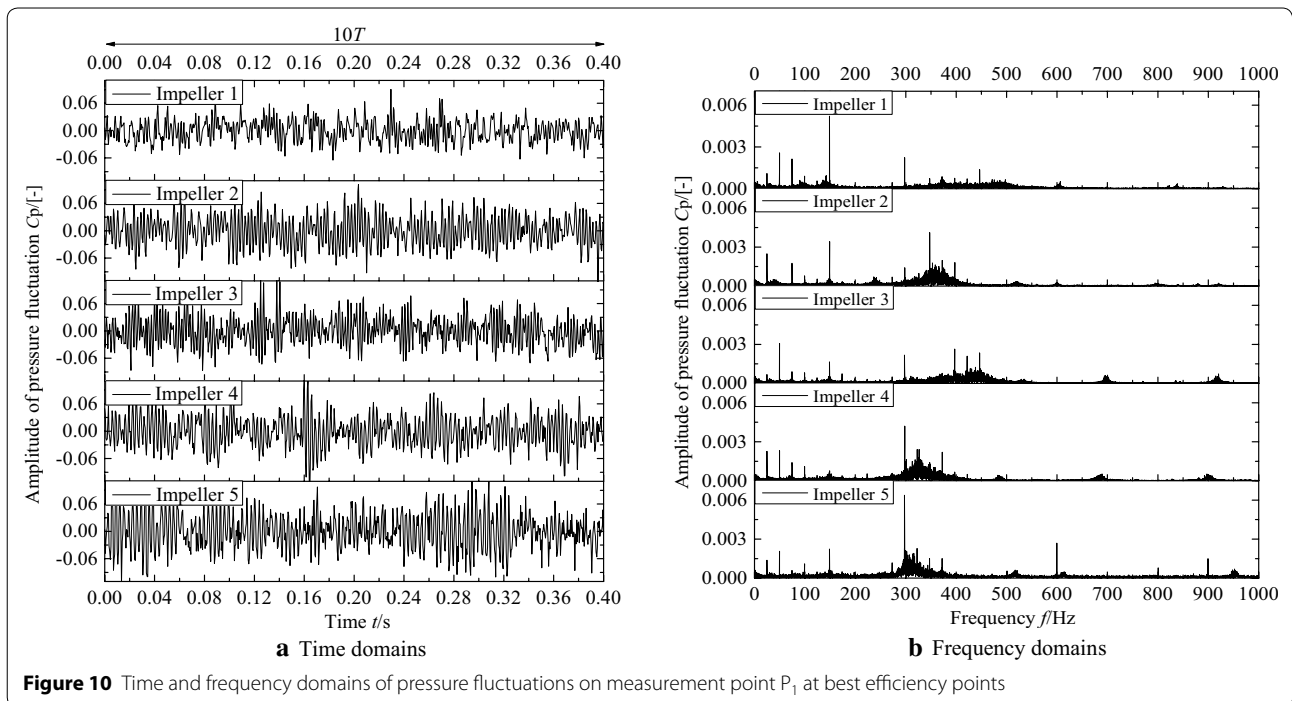 10T
0.00 0.04 0.08 0.12 0.16 0.20 0.24 0.28 0.32 0.36 0.40
Amplitude of pressure fluctuation Cp/[-]
Impeller 1
0.06
0.00
-0.06
Impeller 2
0.06
0.00
-0.06
Impeller 3
0.06
0.00
-0.06
Impeller 4
0.06
0.00
-0.06
Impeller 5
0.06
0.00
-0.06
0.00 0.04 0.08 0.12 0.16 0.20 0.24 0.28 0.32 0.36 0.40
Time t/s
a Time domains
0 100 200 300 400 500 600 700 800 900 1000
Amplitude of pressure fluctuation Cp/[-]
Impeller 1
0.006
0.003
0.000
Impeller 2
0.006
0.003
0.000
Impeller 3
0.006
0.003
0.000
Impeller 4
0.006
0.003
0.000
Impeller 5
0.006
0.003
0.000
0 100 200 300 400 500 600 700 800 900 1000
Frequency f/Hz
b Frequency domains
Figure 10 Time and frequency domains of pressure fluctuations on measurement point P₁ at best efficiency points